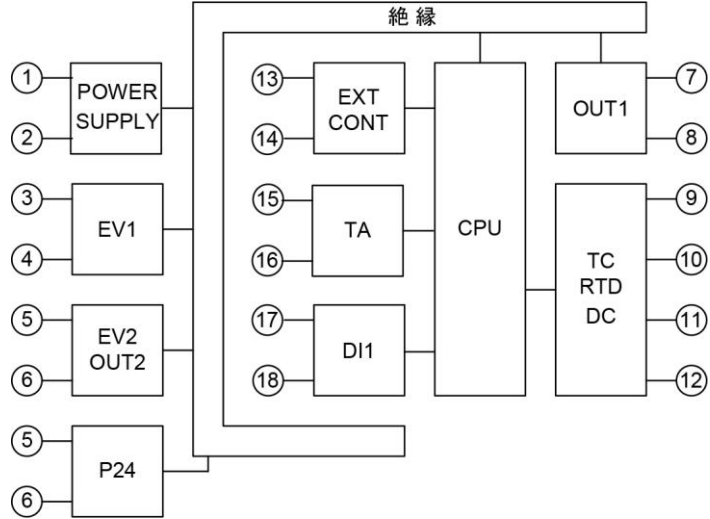 絶縁
①
②
POWER
SUPPLY
③
④
EV1
⑤
⑥
EV2
OUT2
⑤
⑥
P24
⑬
⑭
EXT
CONT
⑮
⑯
TA
⑰
⑱
DI1
CPU
OUT1
⑦
⑧
TC
RTD
DC
⑨
⑩
⑪
⑫